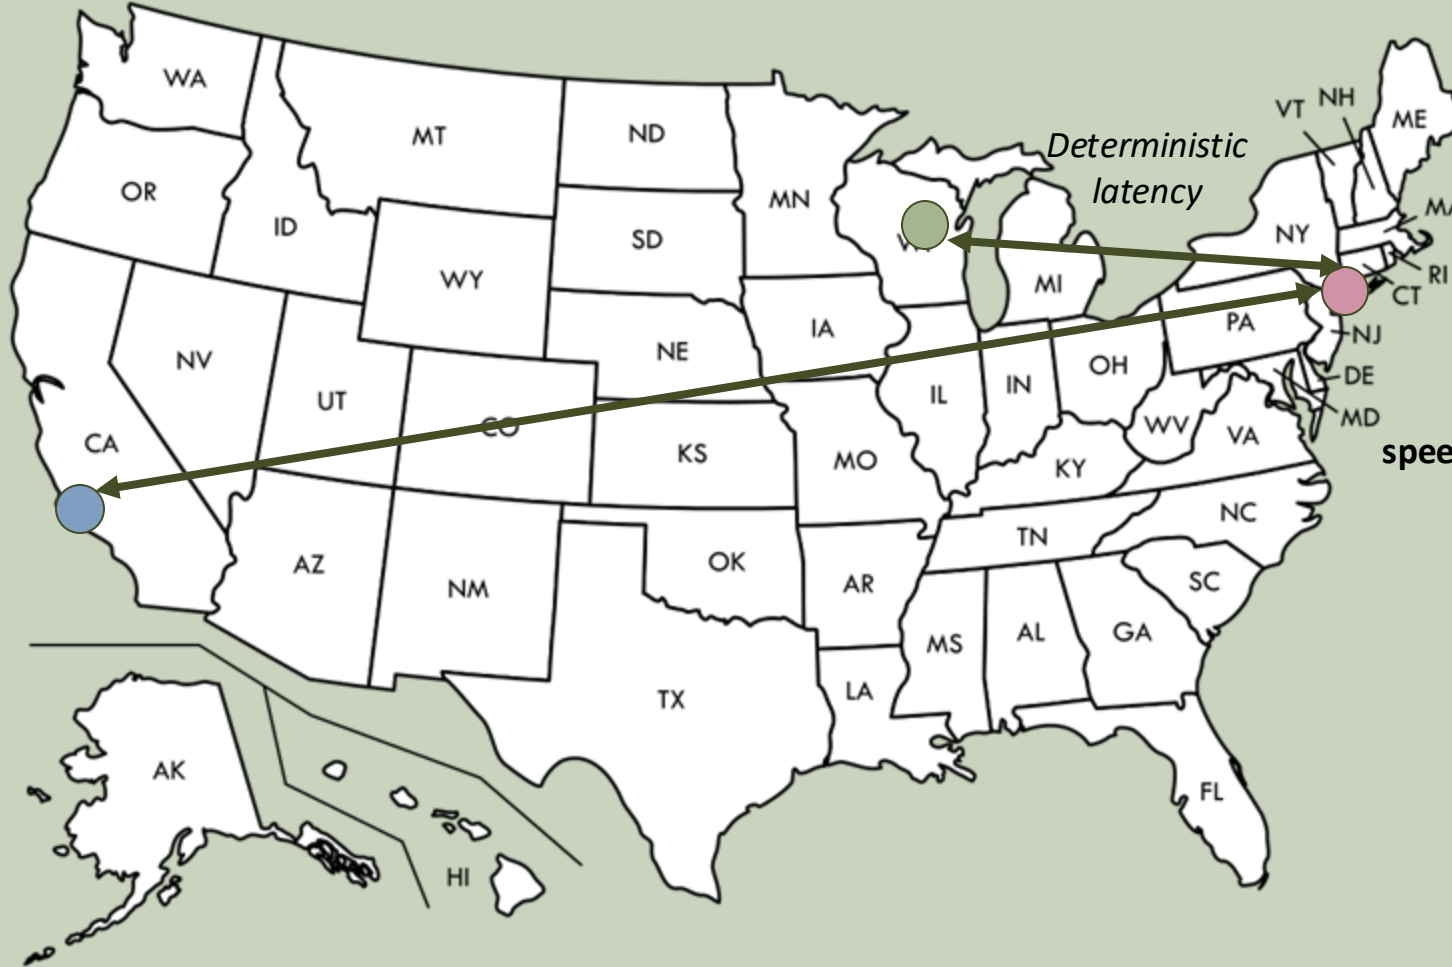 WA
MT
ND
MN
VT
NH
ME
Deterministic
latency
OR
ID
SD
NY
WY
MI
RI
CT
IA
PA
NJ
NV
NE
OH
DE
UT
IL
IN
MD
CO
CA
KS
MO
WV
VA
KY
NC
TN
AZ
NM
OK
AR
SC
MS
AL
GA
TX
LA
AK
FL
HI